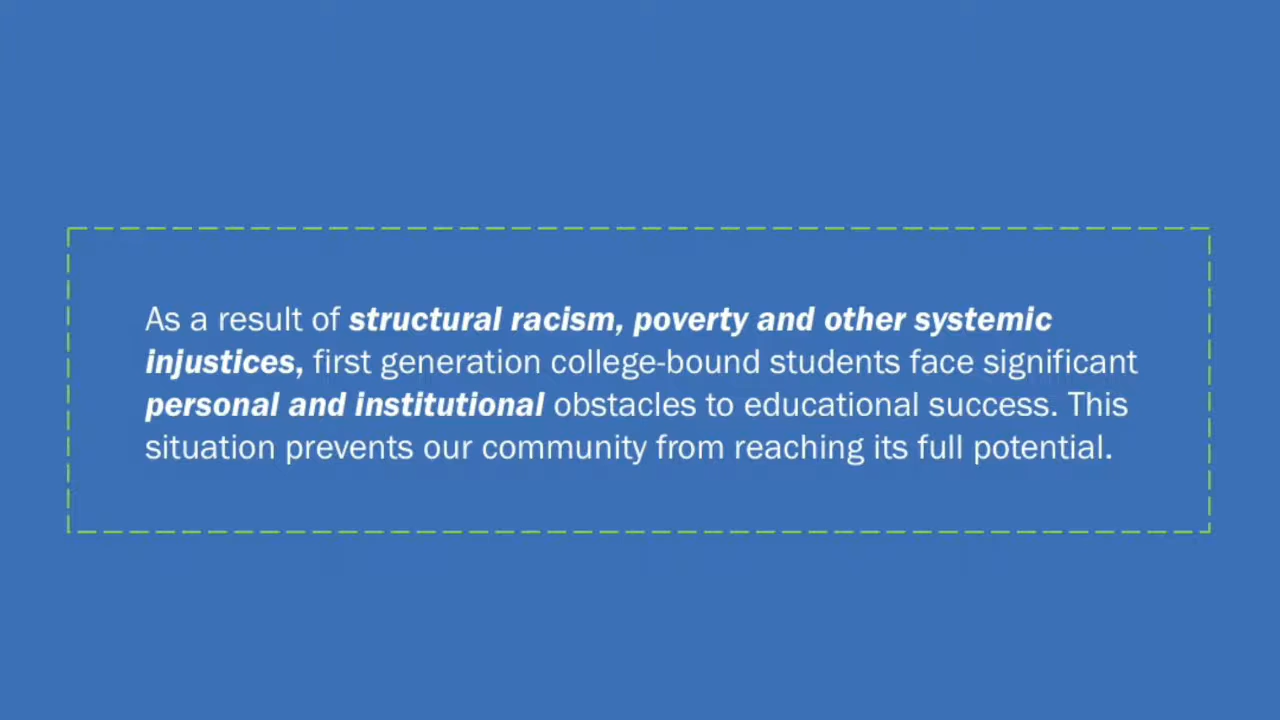 As a result of structural racism, poverty and other systemic
injustices, first generation college-bound students face significant
personal and institutional obstacles to educational success. This
situation prevents our community from reaching its full potential.